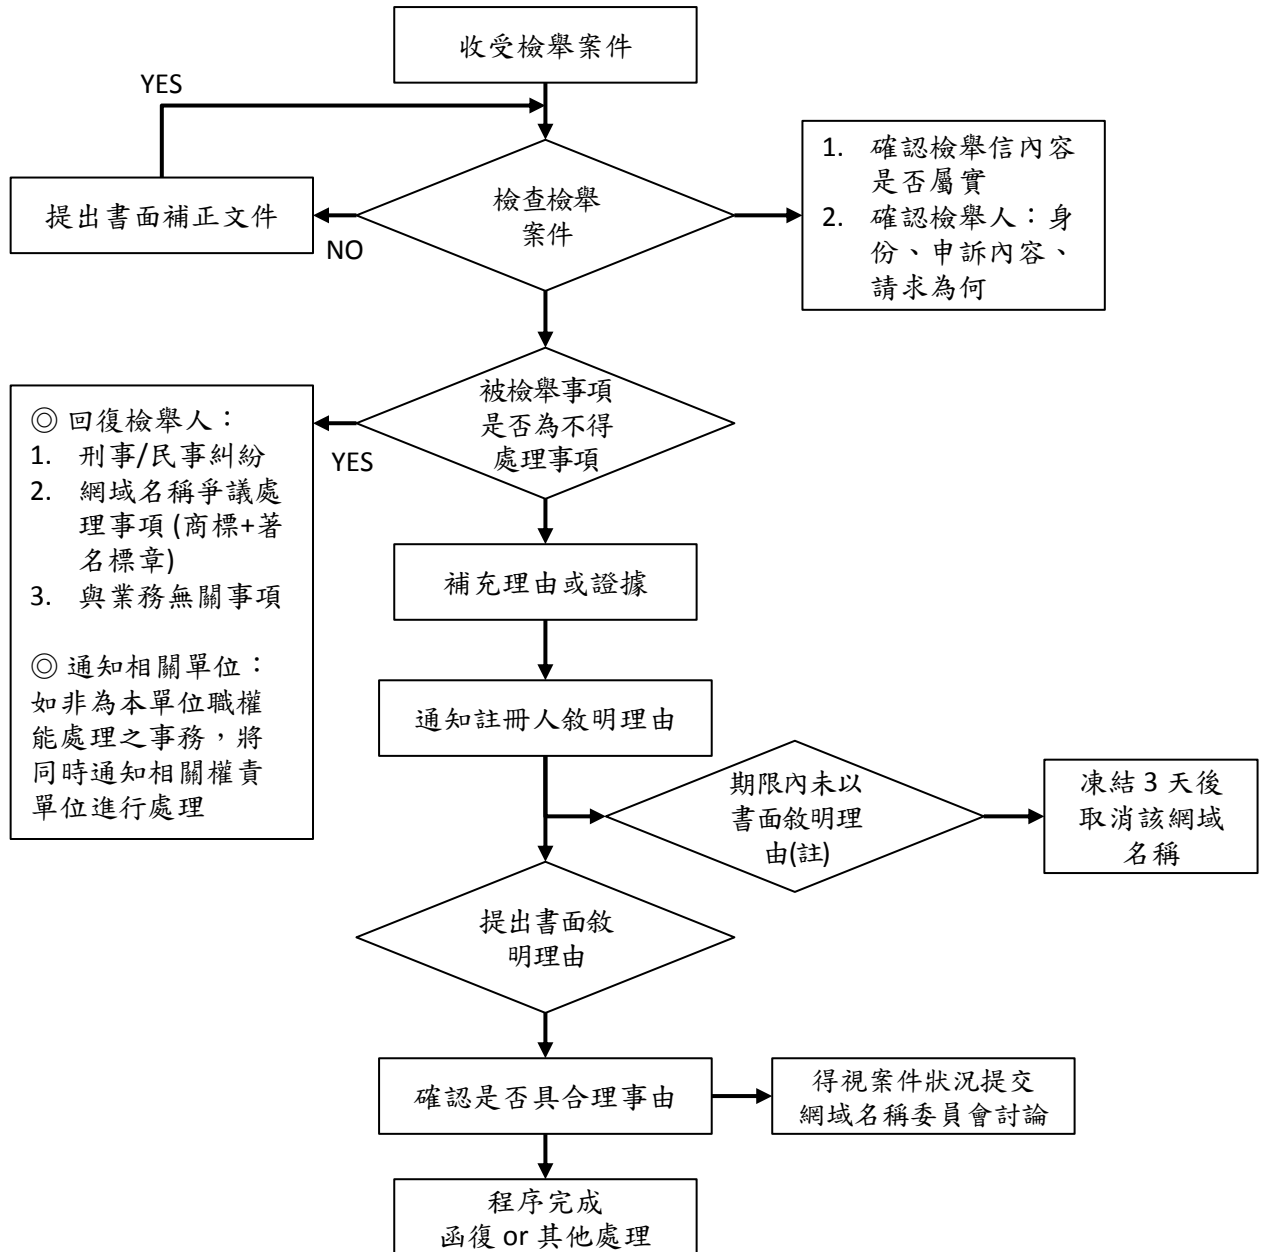 收受檢舉案件
YES
檢查檢舉
案件
1. 確認檢舉信內容
是否屬實
2. 確認檢舉人：身
份、申訴內容、
請求為何
提出書面補正文件
NO
被檢舉事項
是否為不得
處理事項
YES
◎ 回復檢舉人：
1. 刑事/民事糾紛
2. 網域名稱爭議處
理事項 (商標+著
名標章)
3. 與業務無關事項
◎ 通知相關單位：
如非為本單位職權
能處理之事務，將
同時通知相關權責
單位進行處理
補充理由或證據
通知註冊人敘明理由
期限內未以
書面敘明理
由(註)
凍結 3 天後
取消該網域
名稱
提出書面敘
明理由
確認是否具合理事由
得視案件狀況提交
網域名稱委員會討論
程序完成
函復 or 其他處理